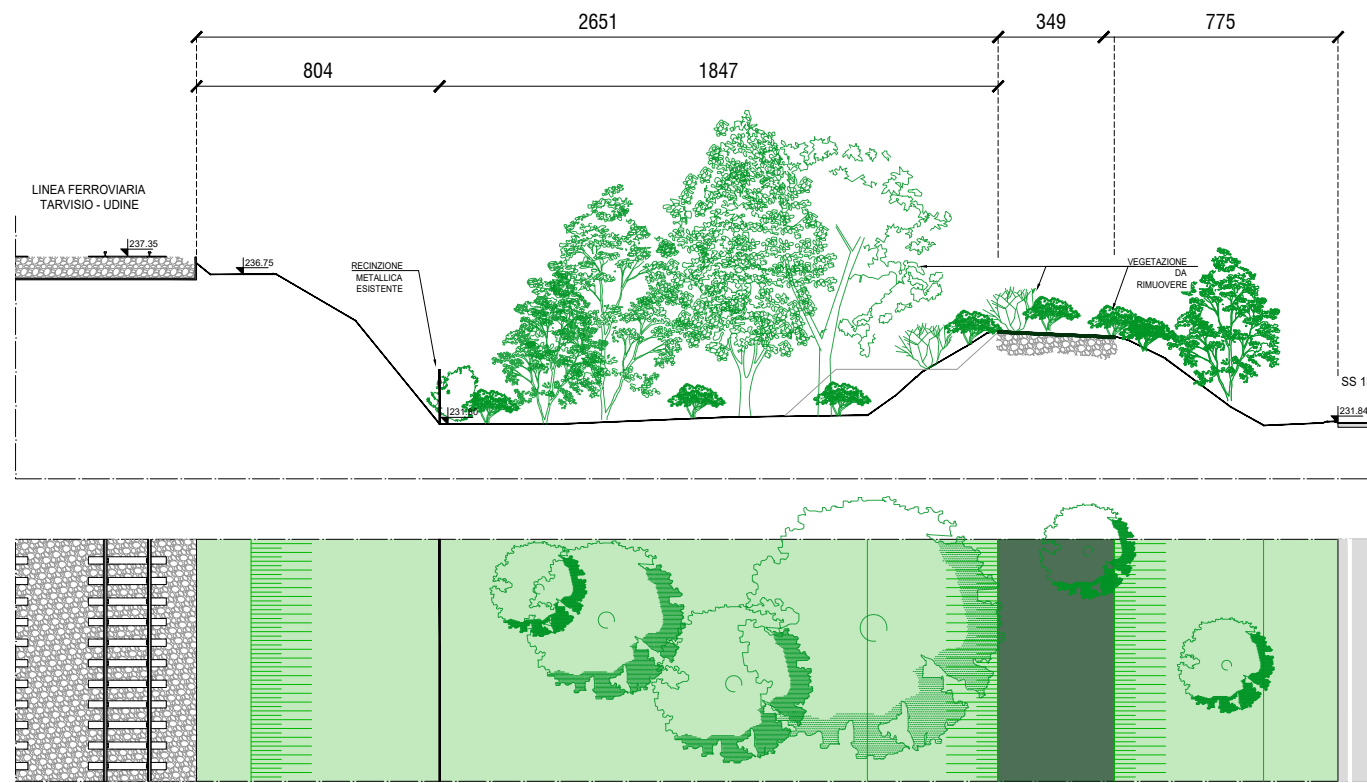 2651
349
775
804
1847
LINEA FERROVIARIA
TARVISIO - UDINE
237.35
236.75
RECINZIONE
METALLICA
ESISTENTE
VEGETAZIONE
DA
RIMUOVERE
SS 1
231.84